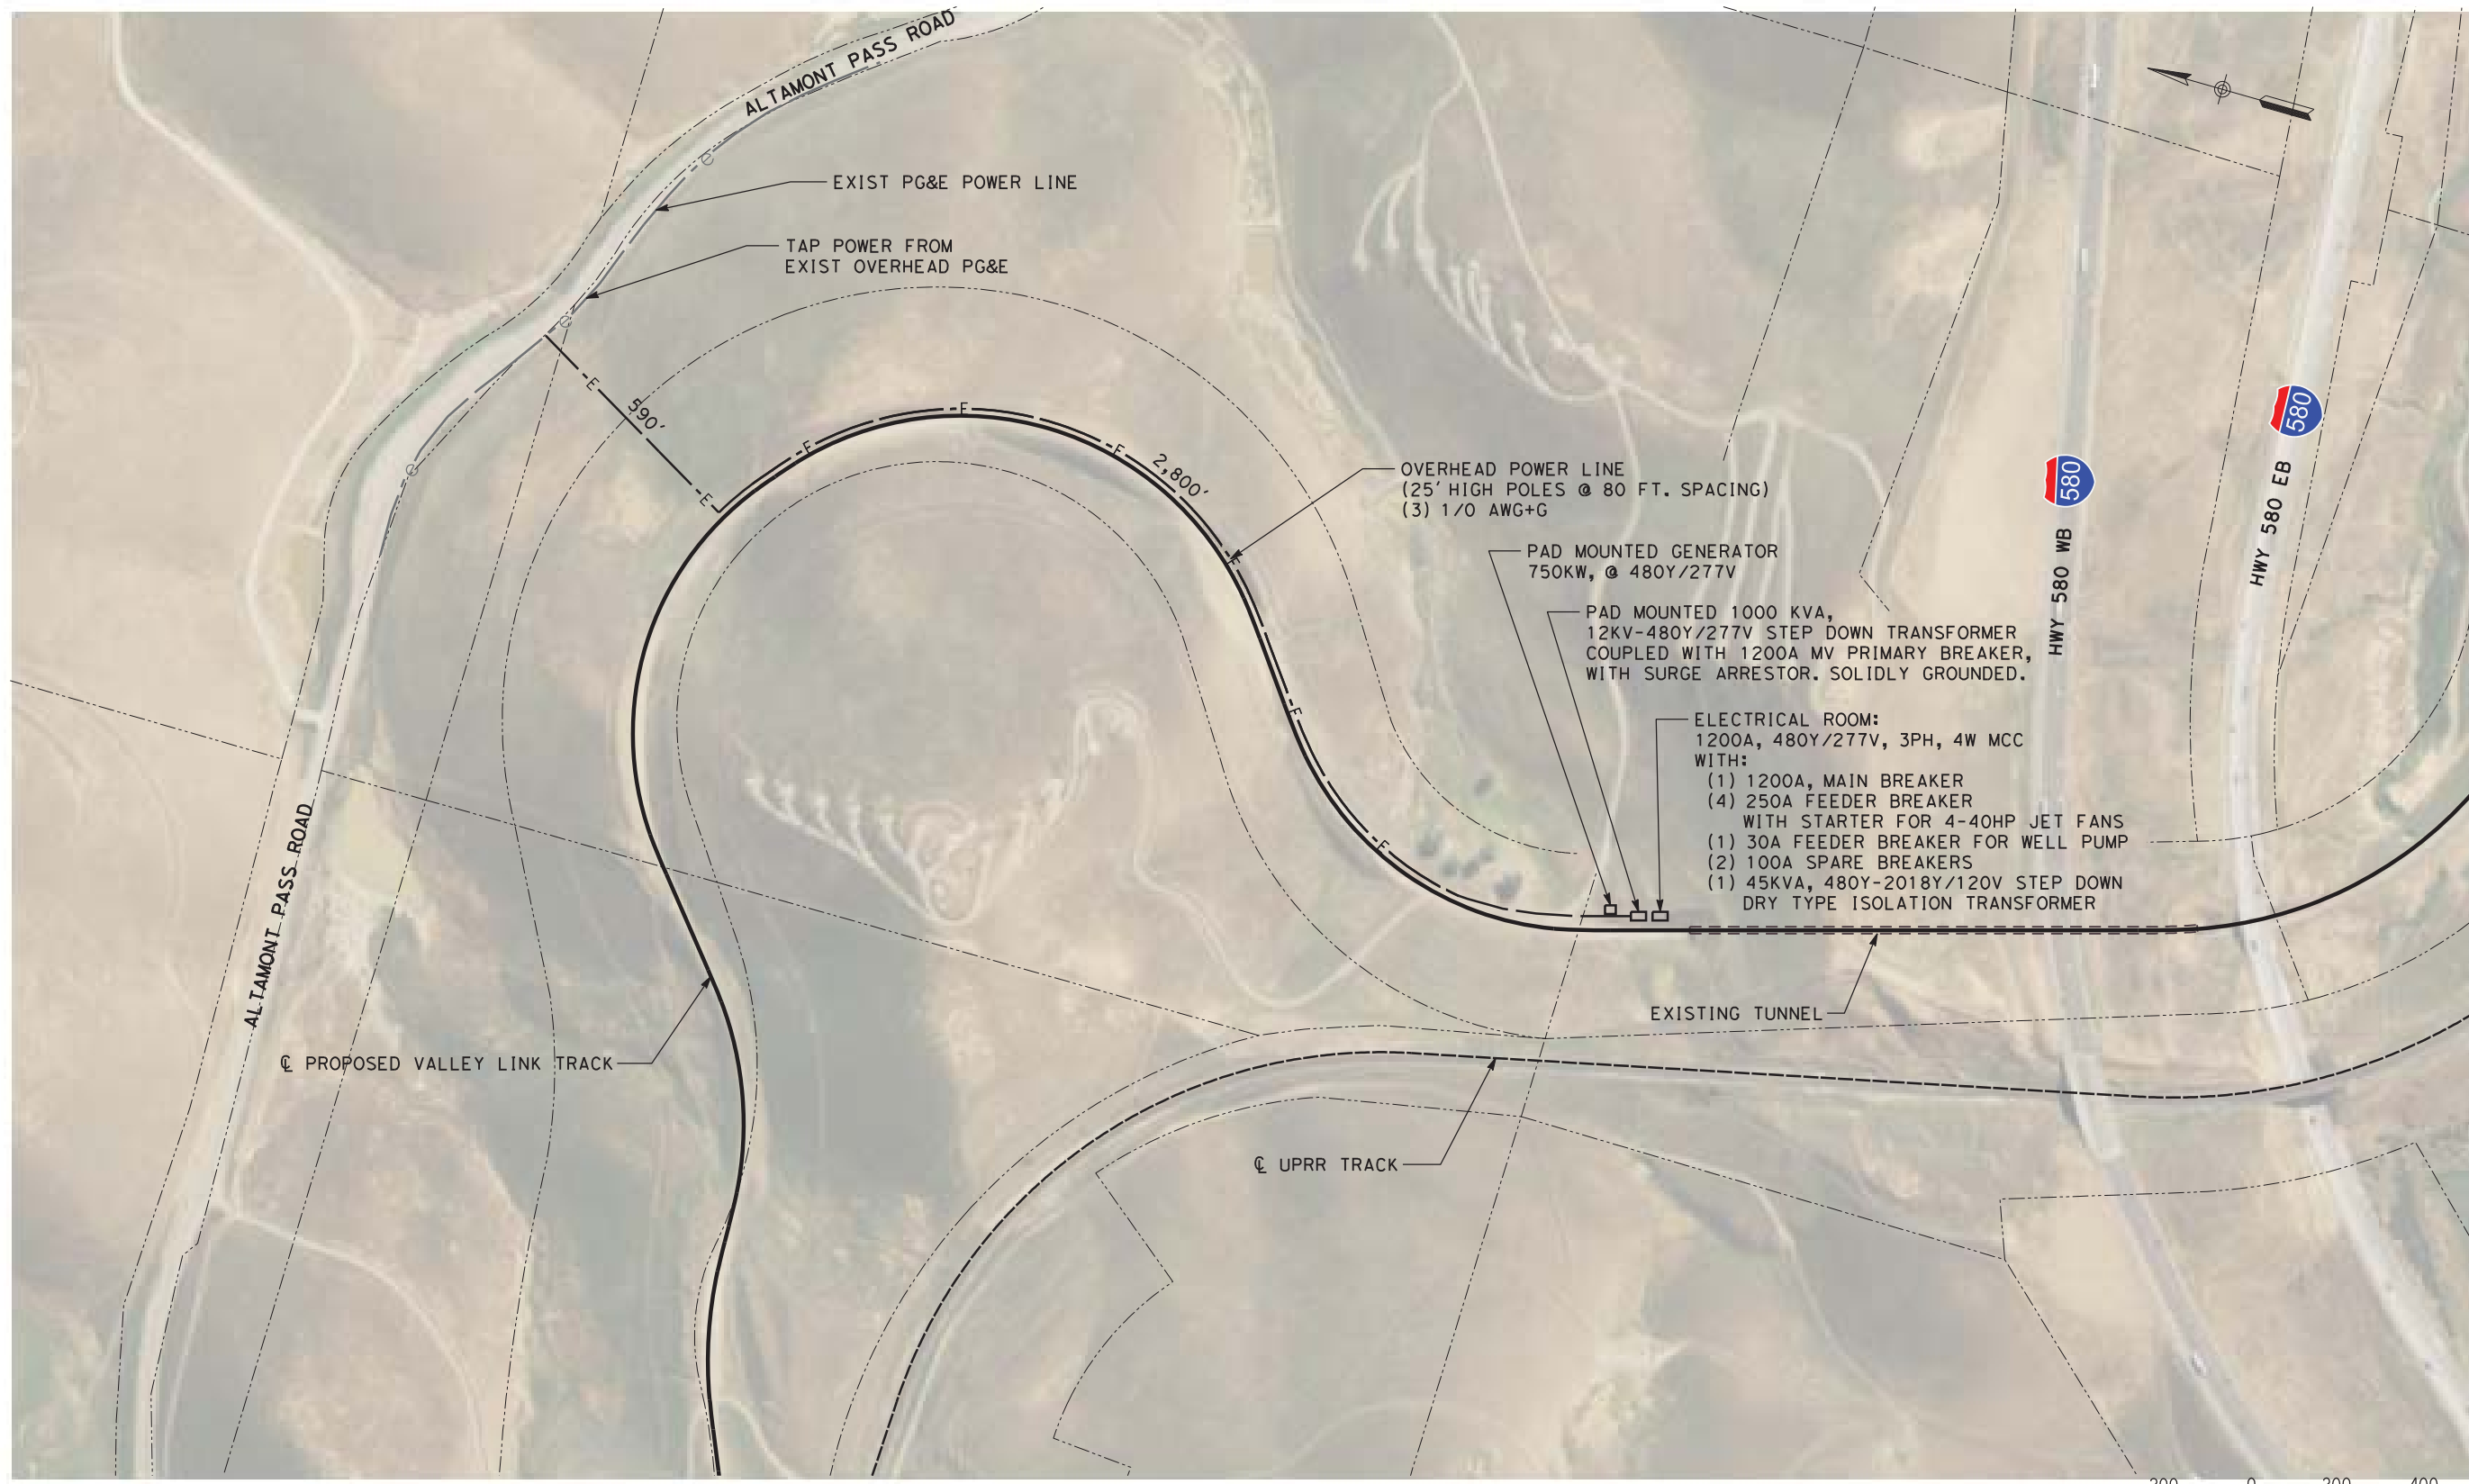 ALTAMONT PASS ROAD
EXIST PG&E POWER LINE
TAP POWER FROM
EXIST OVERHEAD PG&E
e
e
e
E
590'
E
E
E
E
2,800'
E
E
E
OVERHEAD POWER LINE
(25' HIGH POLES @ 80 FT. SPACING)
(3) 1/0 AWG+G
PAD MOUNTED GENERATOR
750KW, @ 480Y/277V
PAD MOUNTED 1000 KVA,
12KV-480Y/277V STEP DOWN TRANSFORMER
COUPLED WITH 1200A MV PRIMARY BREAKER,
WITH SURGE ARRESTOR. SOLIDLY GROUNDED.
ELECTRICAL ROOM:
1200A, 480Y/277V, 3PH, 4W MCC
WITH:
(1) 1200A, MAIN BREAKER
(4) 250A FEEDER BREAKER
WITH STARTER FOR 4-40HP JET FANS
(1) 30A FEEDER BREAKER FOR WELL PUMP
(2) 100A SPARE BREAKERS
(1) 45KVA, 480Y-2018Y/120V STEP DOWN
DRY TYPE ISOLATION TRANSFORMER
580
HWY 580 WB
580
HWY 580 EB
ALTAMONT PASS ROAD
EXISTING TUNNEL
℄ PROPOSED VALLEY LINK TRACK
℄ UPRR TRACK
200 0 200 400